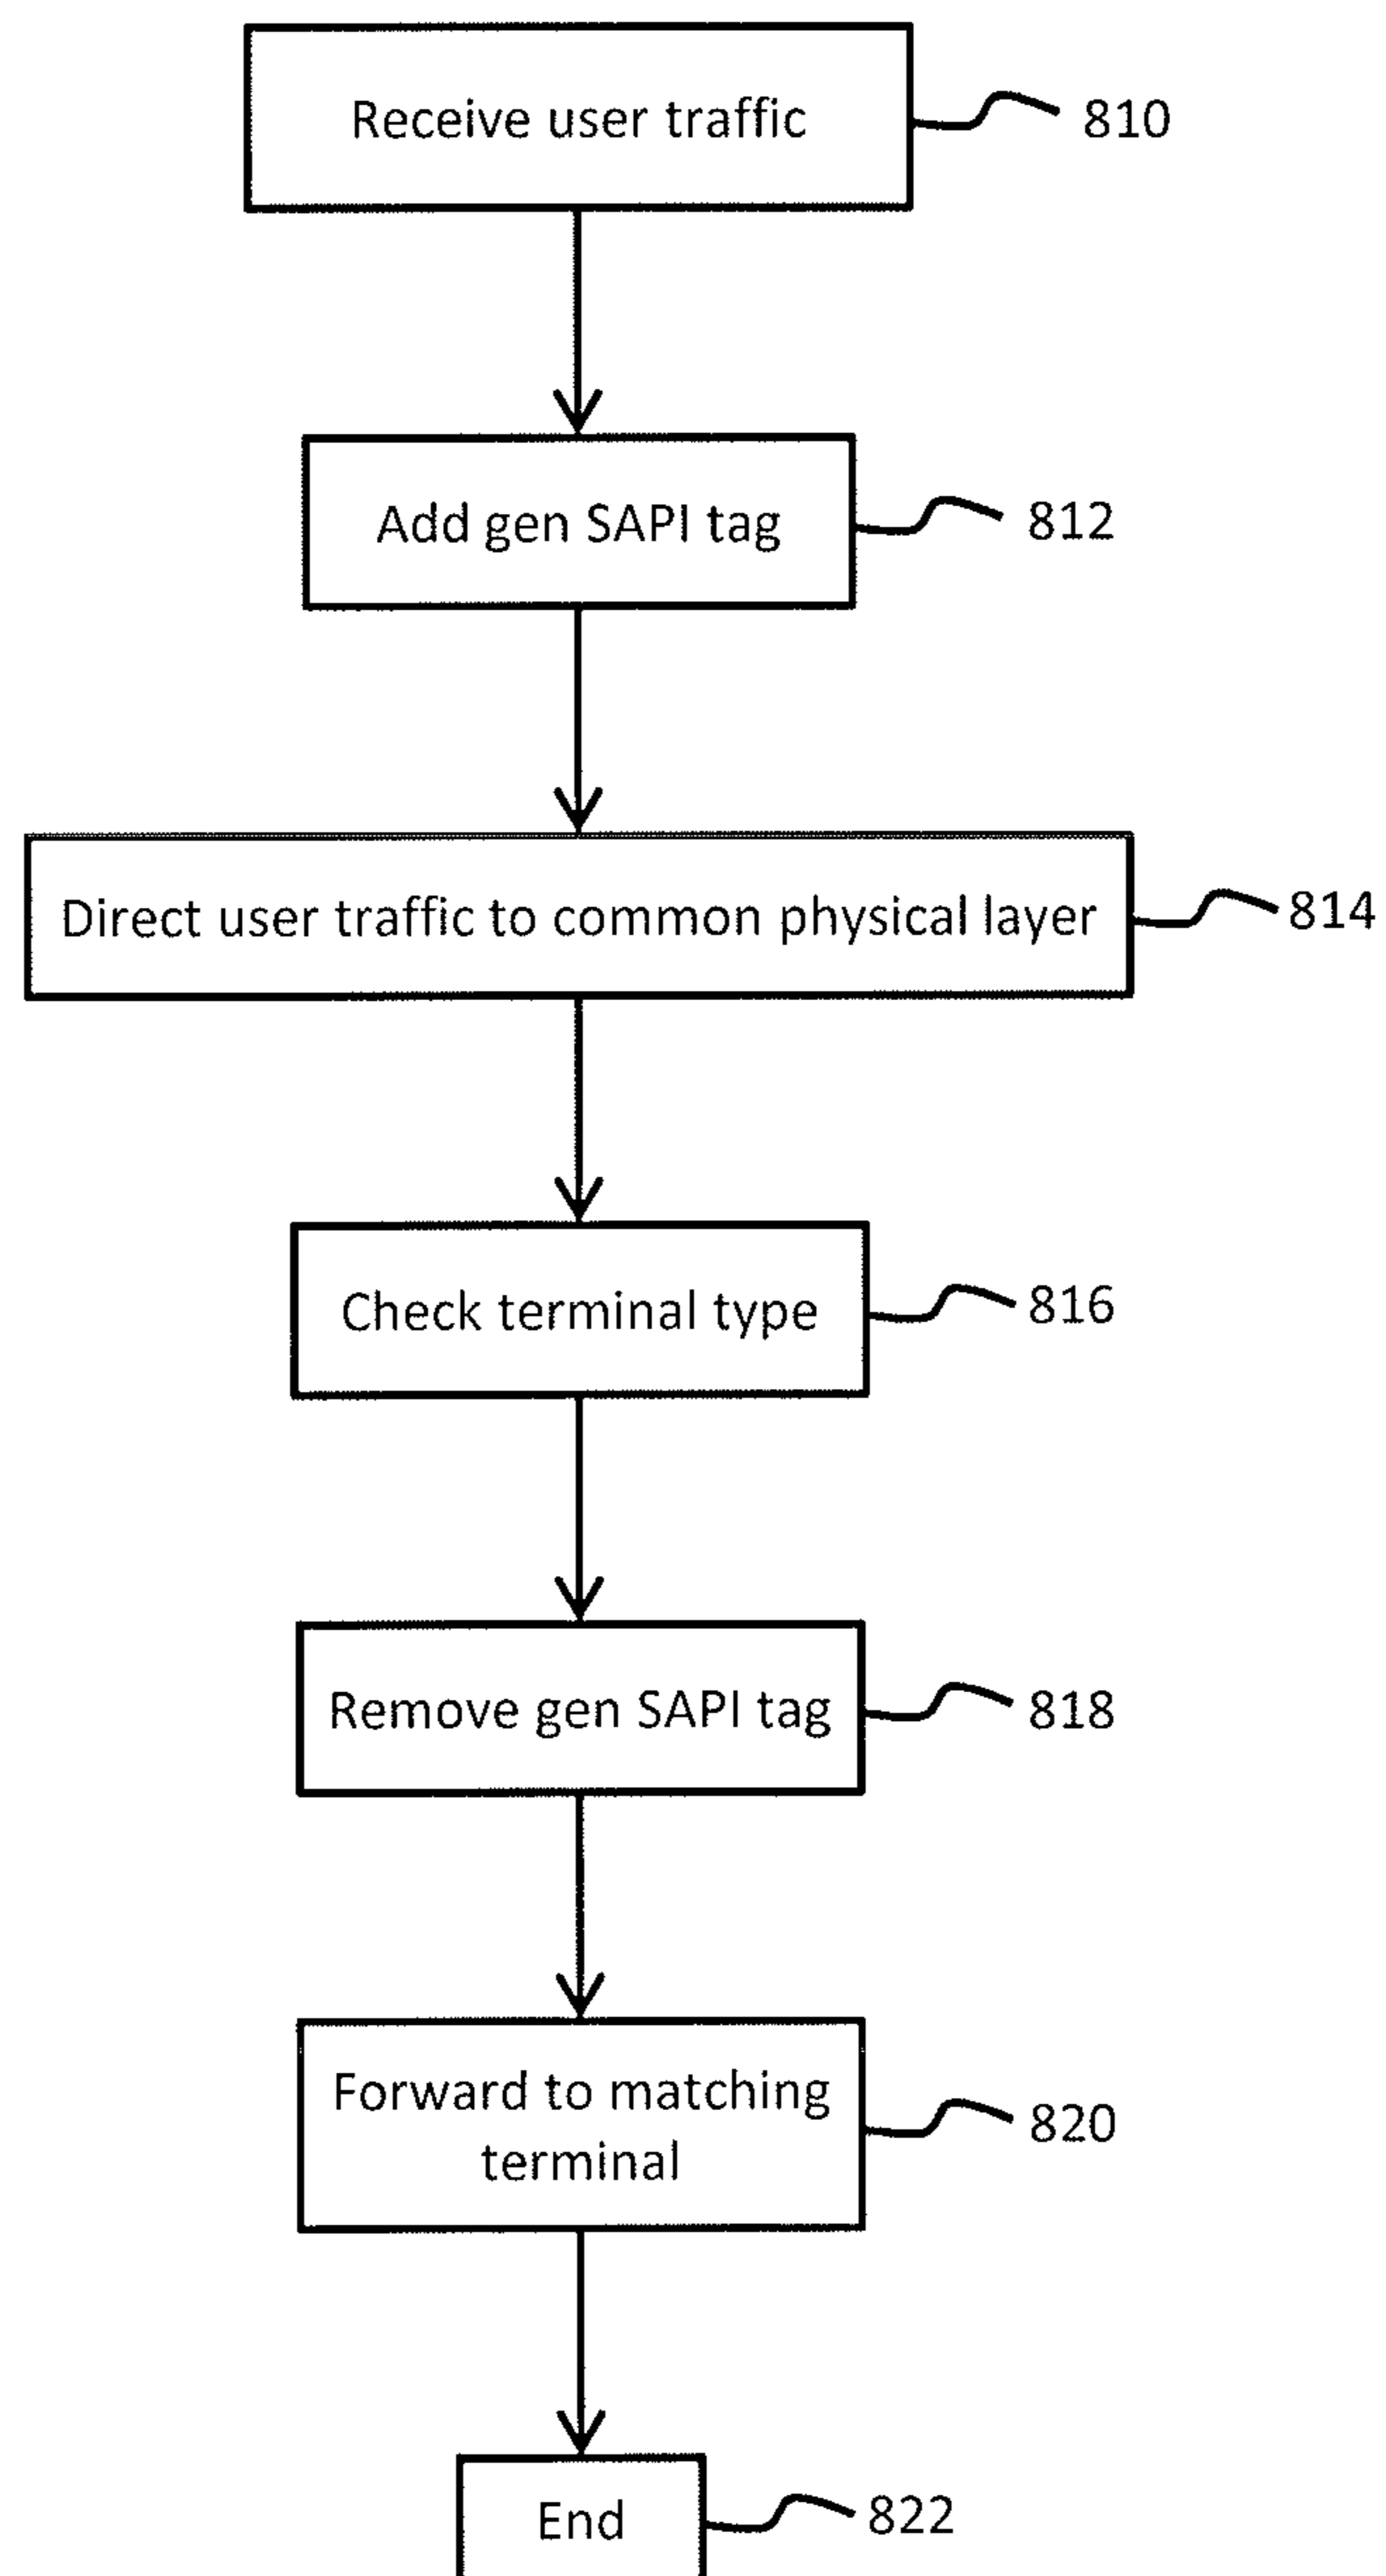 Receive user traffic
810
Add gen SAPI tag
812
Direct user traffic to common physical layer
814
Check terminal type
816
Remove gen SAPI tag
818
Forward to matching
terminal
820
End
822